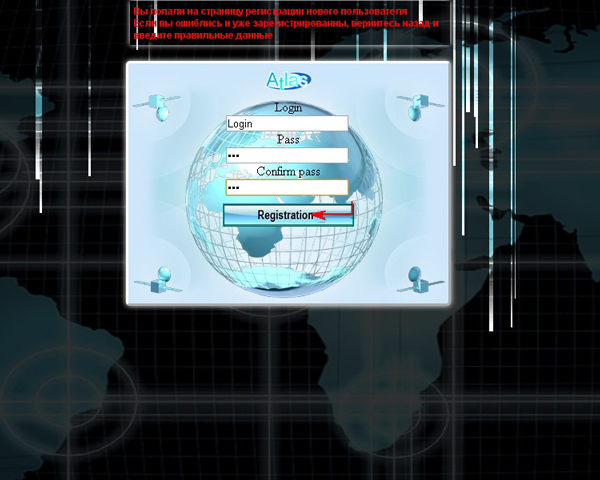 Вы попали на страницу регистрации нового пользователя
Если вы ошиблись и уже зарегистрированны, вернитесь назад и
введите правильные данные
Atlas
Login
Login
Pass
•••
Confirm pass
•••
Registration